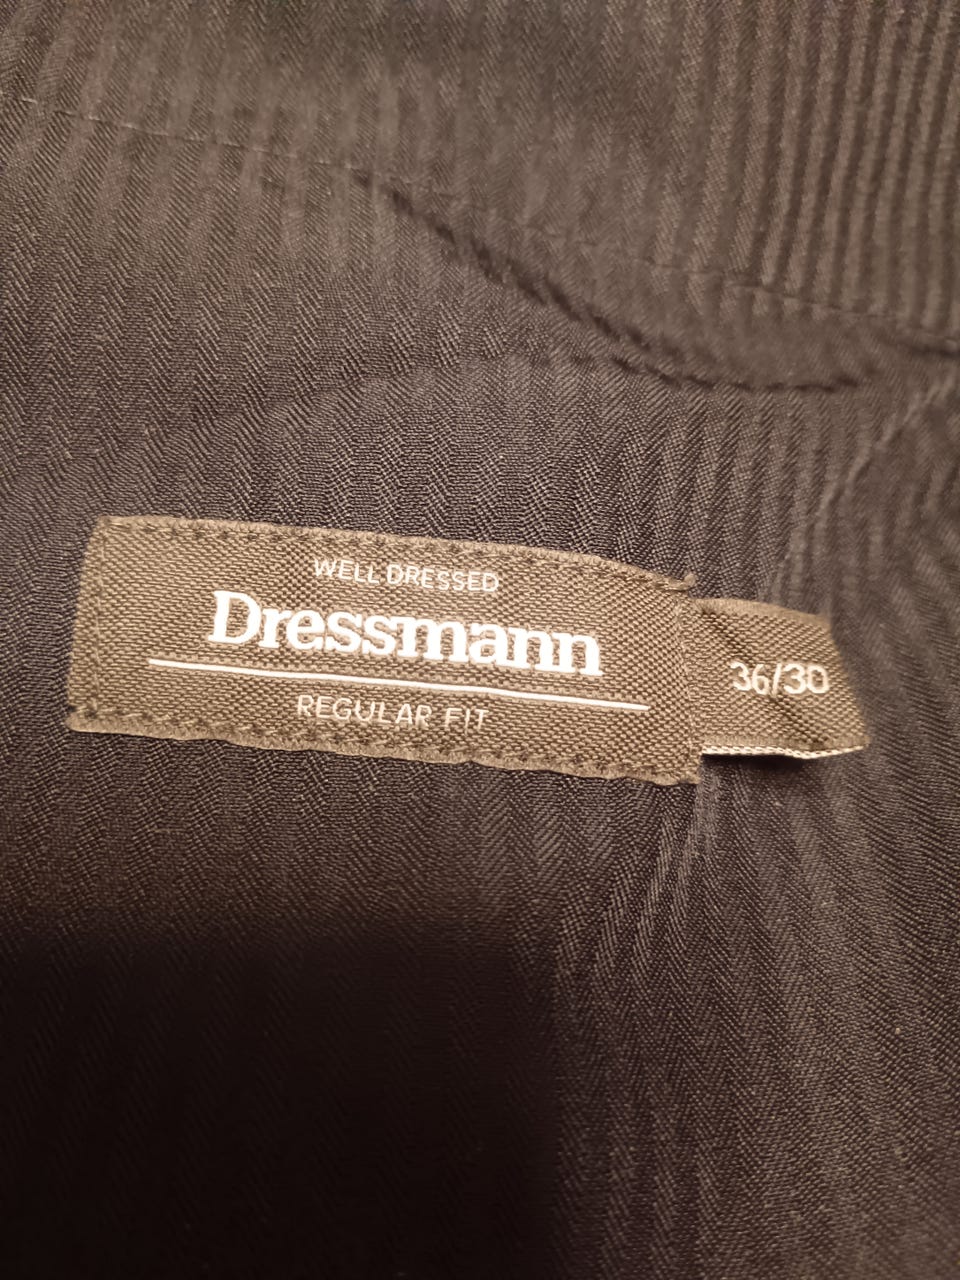 WELL DRESSED
Dressmann
REGULAR FIT
36/30